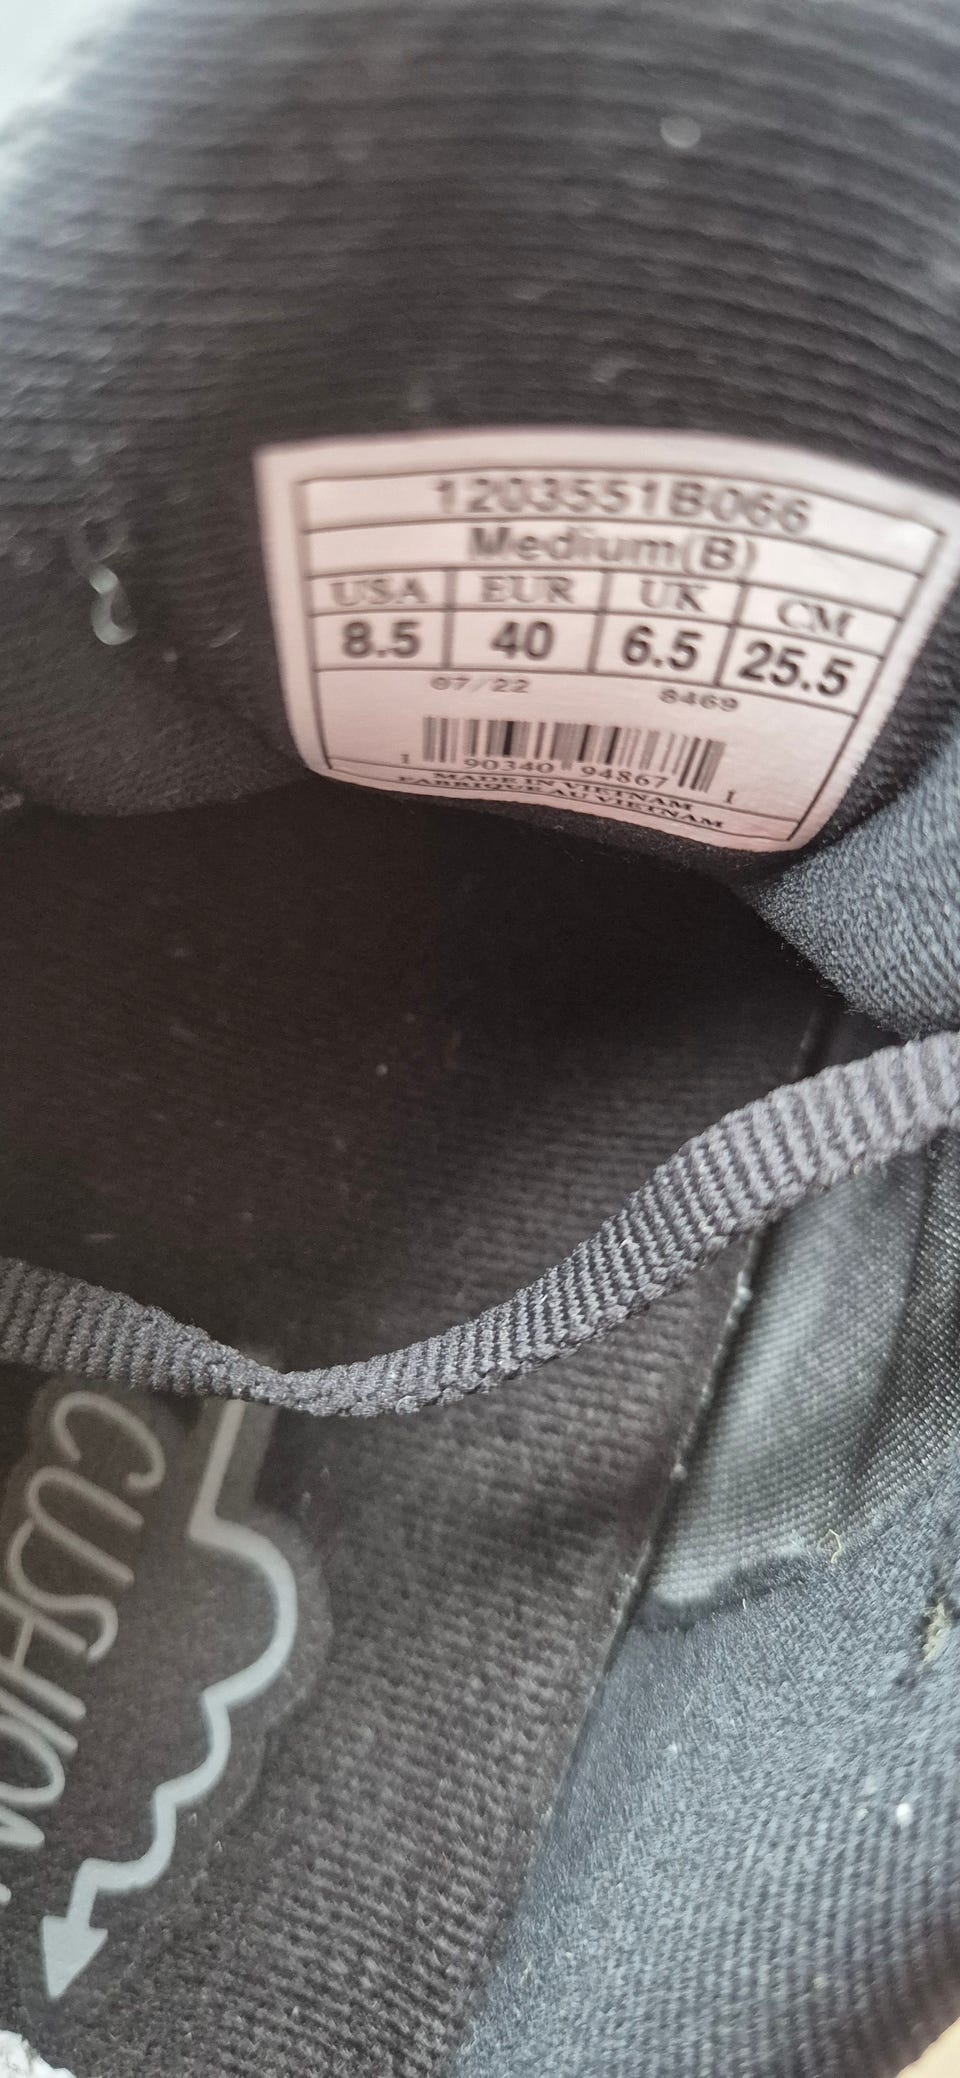 1203551B066
Medium(B)
USA EUR UK CM
8.5 40 6.5 25.5
07/22 8469
1 90340 94867 1
MADE IN VIETNAM
FABRIQUE AU VIETNAM
CUSHION